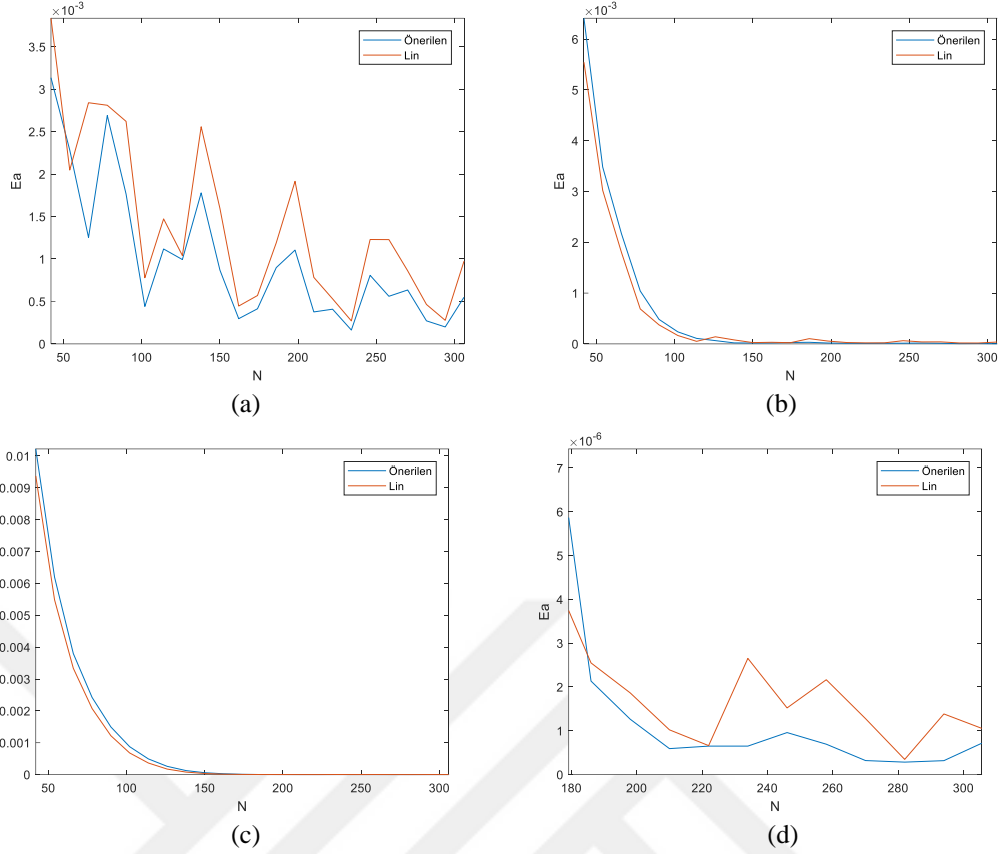 ×10-3
3.5
3
2.5
2
1.5
1
0.5
0
Ea
50 100 150 200 250 300
N
Önerilen
Lin
(a)
×10-3
6
5
4
3
2
1
0
Ea
50 100 150 200 250 300
N
Önerilen
Lin
(b)
0.01
0.009
0.008
0.007
0.006
0.005
0.004
0.003
0.002
0.001
0
50 100 150 200 250 300
N
Önerilen
Lin
(c)
×10-6
7
6
5
4
3
2
1
0
Ea
180 200 220 240 260 280 300
N
Önerilen
Lin
(d)